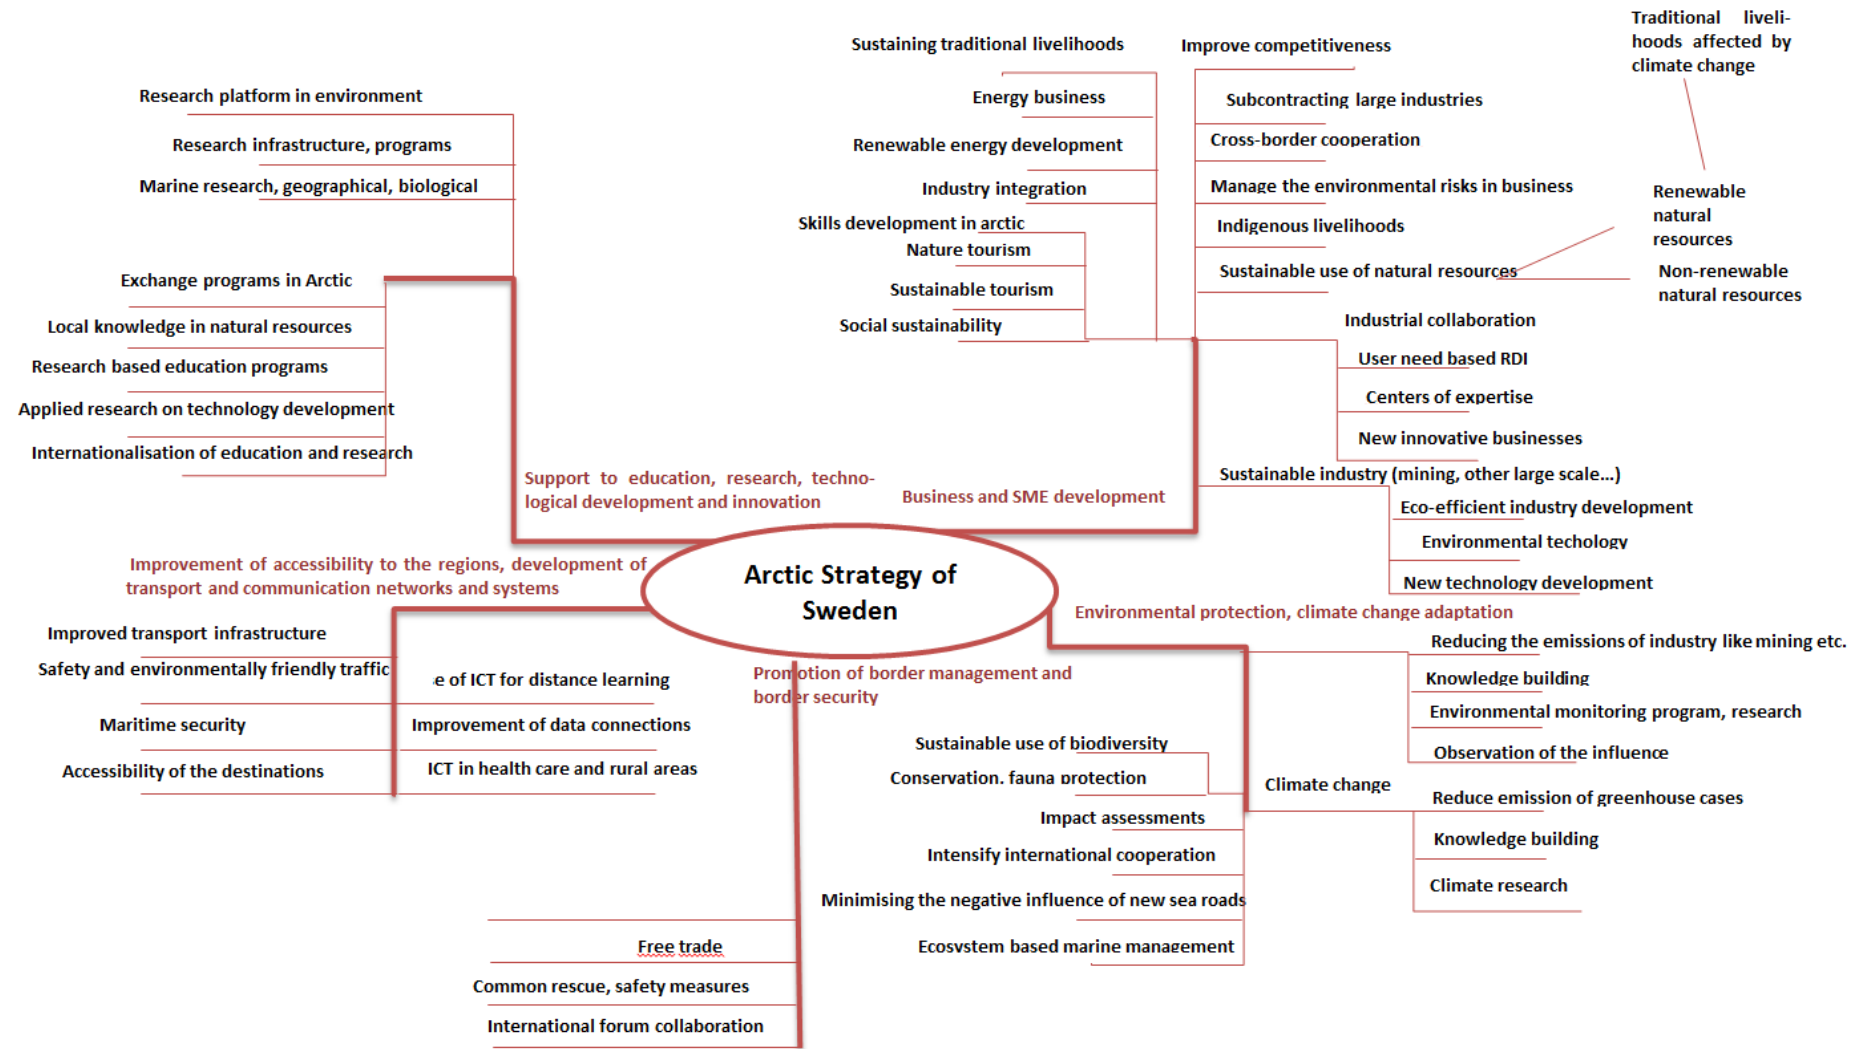 Traditional liveli-
hoods affected by
climate change
Sustaining traditional livelihoods
Improve competitiveness
Research platform in environment
Energy business
Subcontracting large industries
Research infrastructure, programs
Renewable energy development
Cross-border cooperation
Marine research, geographical, biological
Industry integration
Manage the environmental risks in business
Renewable
natural
resources
Skills development in arctic
Indigenous livelihoods
Nature tourism
Exchange programs in Arctic
Sustainable tourism
Sustainable use of natural resources
Non-renewable
natural resources
Local knowledge in natural resources
Social sustainability
Industrial collaboration
Research based education programs
User need based RDI
Applied research on technology development
Centers of expertise
Internationalisation of education and research
New innovative businesses
Support to education, research, techno-
logical development and innovation
Business and SME development
Sustainable industry (mining, other large scale...)
Eco-efficient industry development
Environmental techology
New technology development
Improvement of accessibility to the regions, development of
transport and communication networks and systems
Arctic Strategy of
Sweden
Environmental protection, climate change adaptation
Improved transport infrastructure
Reducing the emissions of industry like mining etc.
Safety and environmentally friendly traffic
e of ICT for distance learning
Promotion of border management and
border security
Knowledge building
Maritime security
Improvement of data connections
Environmental monitoring program, research
Sustainable use of biodiversity
Observation of the influence
Accessibility of the destinations
ICT in health care and rural areas
Conservation. fauna protection
Climate change
Reduce emission of greenhouse cases
Impact assessments
Knowledge building
Intensify international cooperation
Climate research
Minimising the negative influence of new sea roads
Free trade
Ecosystem based marine management
Common rescue, safety measures
International forum collaboration